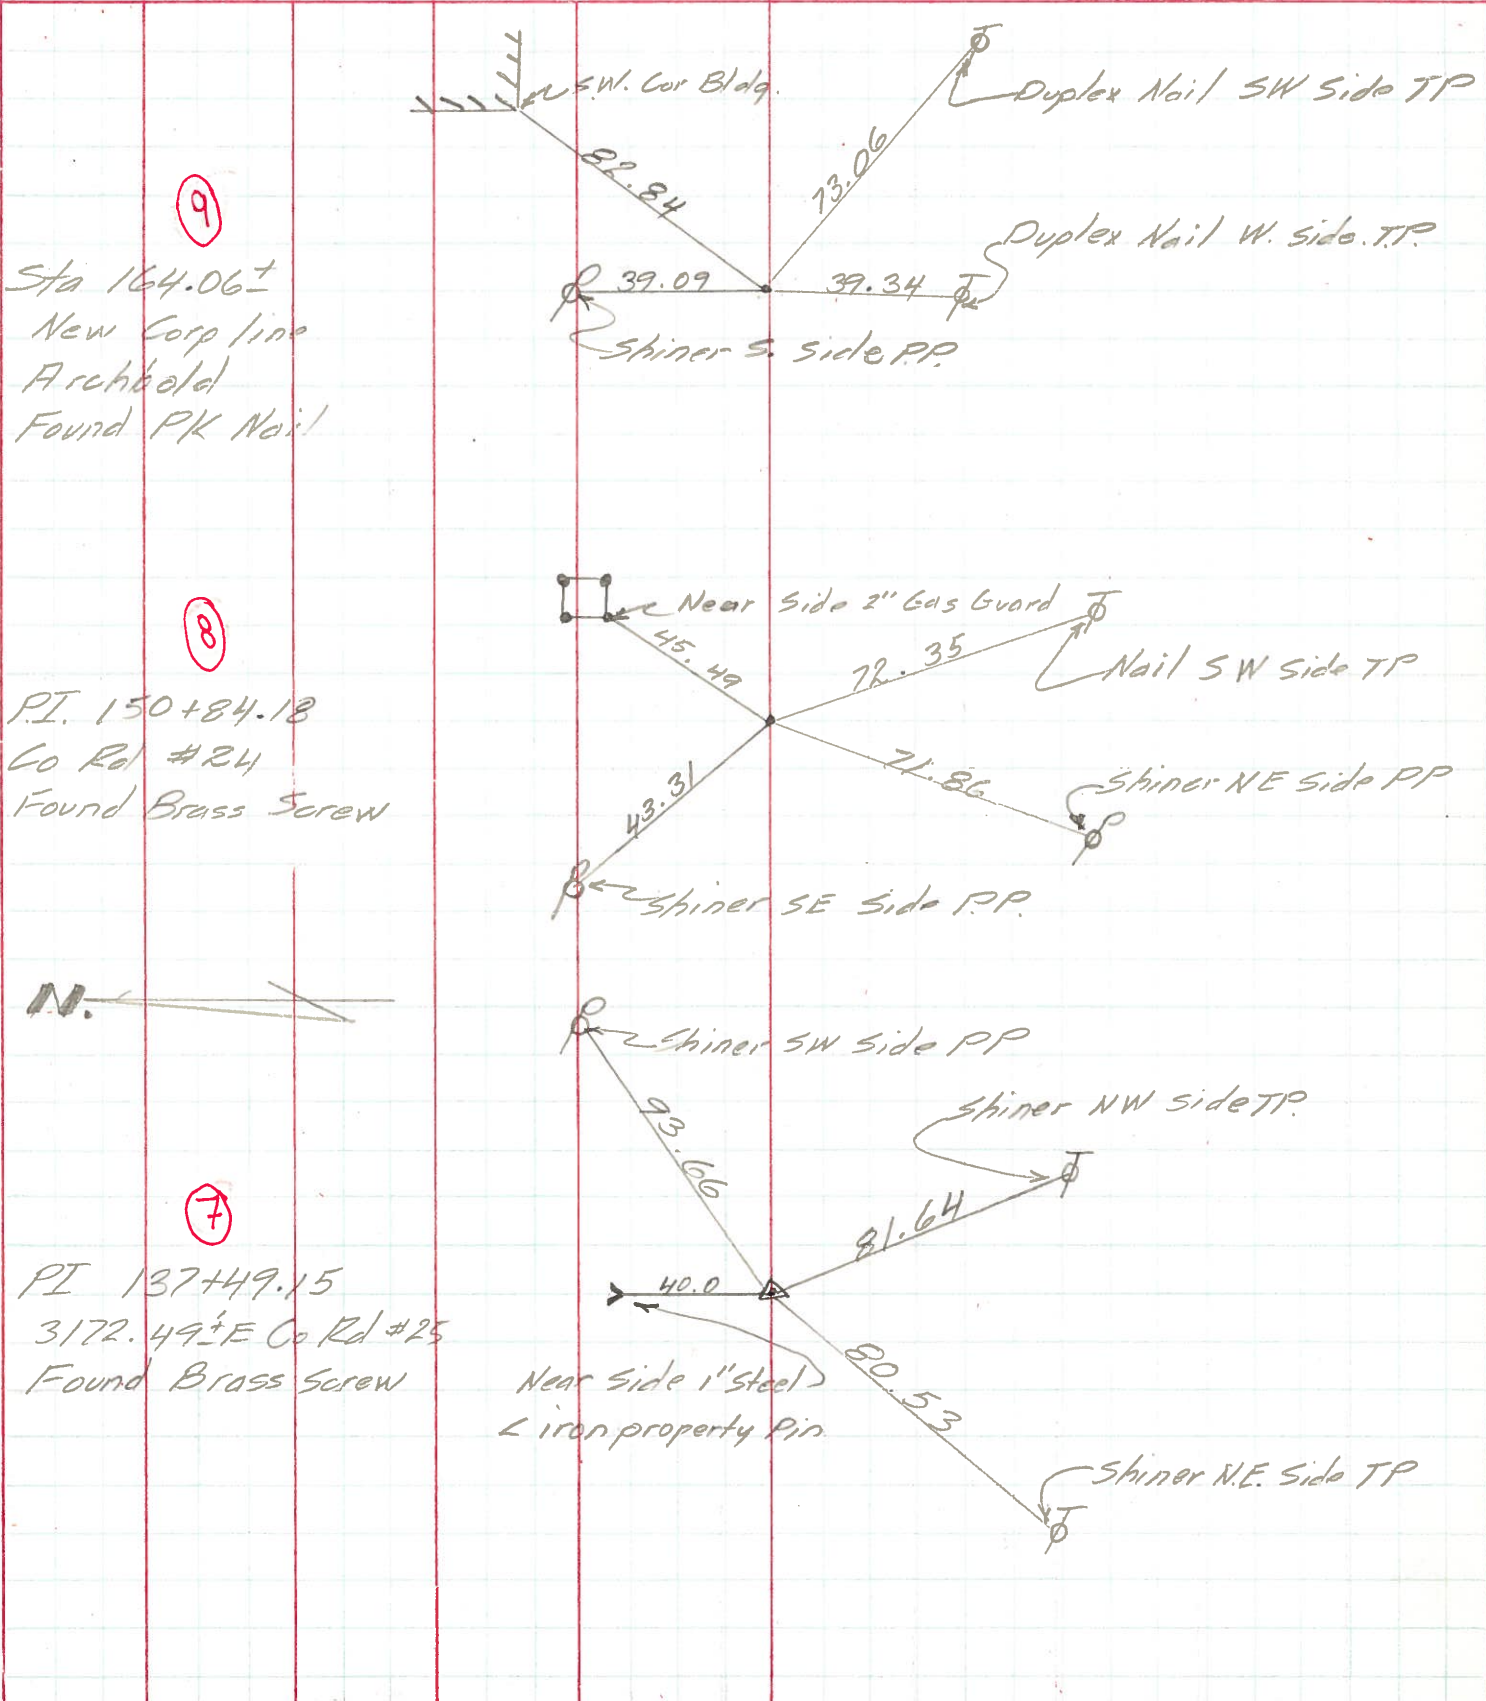 S.W. Cor Bldg.
Duplex Nail SW Side TP
82.84
73.06
9
Duplex Nail W. Side. T.P.
Sta 164.06±
39.09
39.34
New Corp line
Shiner S. Side P.P.
Archbold
Found PK Nail
Near Side 2" Gas Guard
8
45.49
72.35
Nail SW Side TP
P.I. 150+84.18
Co Rd #24
71.86
Shiner NE Side PP
Found Brass Screw
43.31
Shiner SE Side P.P.
N.
Shiner SW Side PP
93.66
Shiner NW Side TP.
7
81.64
PI 137+49.15
40.0
3172.49±E Co Rd #25
80.53
Found Brass Screw
Near Side 1" Steel
< iron property Pin
Shiner N.E. Side TP